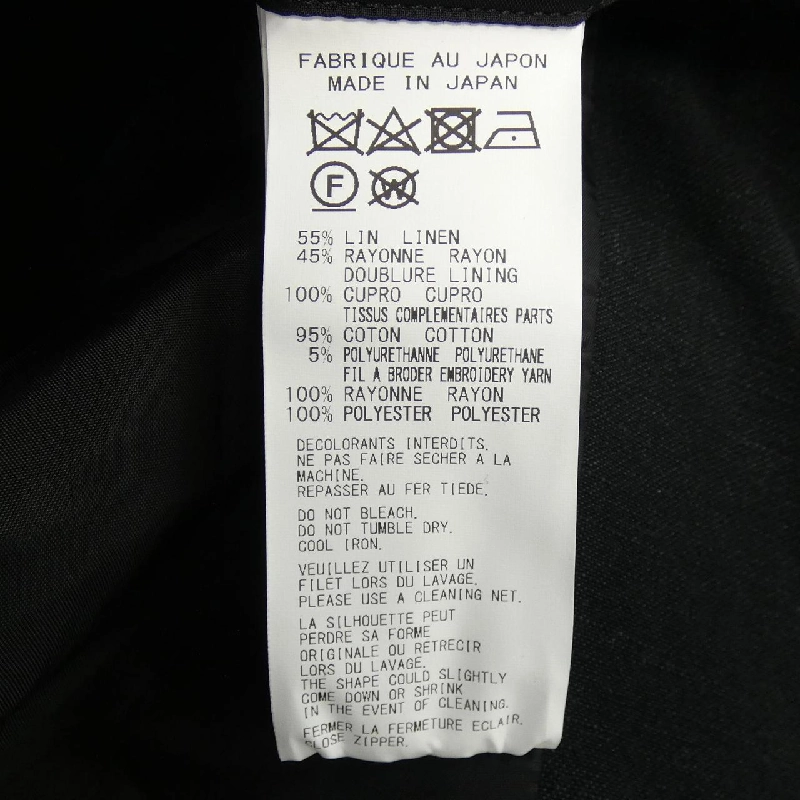 FABRIQUE AU JAPON
MADE IN JAPAN
F W
55% LIN LINEN
45% RAYONNE RAYON
DOUBLURE LINING
100% CUPRO CUPRO
TISSUS COMPLEMENTAIRES PARTS
95% COTON COTTON
5% POLYURETHANNE POLYURETHANE
FIL A BRODER EMBROIDERY YARN
100% RAYONNE RAYON
100% POLYESTER POLYESTER
DECOLORANTS INTERDITS.
NE PAS FAIRE SECHER A LA
MACHINE.
REPASSER AU FER TIEDE.
DO NOT BLEACH.
DO NOT TUMBLE DRY.
COOL IRON.
VEUILLEZ UTILISER UN
FILET LORS DU LAVAGE.
PLEASE USE A CLEANING NET.
LA SILHOUETTE PEUT
PERDRE SA FORME
ORIGINALE OU RETRECIR
LORS DU LAVAGE.
THE SHAPE COULD SLIGHTLY
COME DOWN OR SHRINK
IN THE EVENT OF CLEANING.
FERMER LA FERMETURE ECLAIR.
CLOSE ZIPPER.